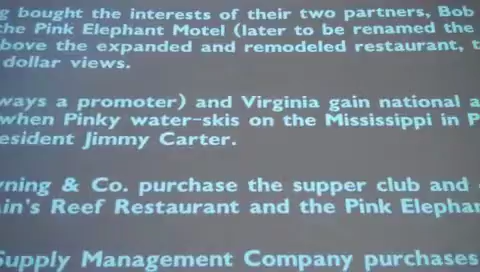 g bought the interests of their two partners, Bob
the Pink Elephant Motel (later to be renamed the
above the expanded and remodeled restaurant, t
dollar views.
ways a promoter) and Virginia gain national a
when Pinky water-skis on the Mississippi in P
esident Jimmy Carter.
ning & Co. purchase the supper club and
in's Reef Restaurant and the Pink Elephan
Supply Management Company purchases